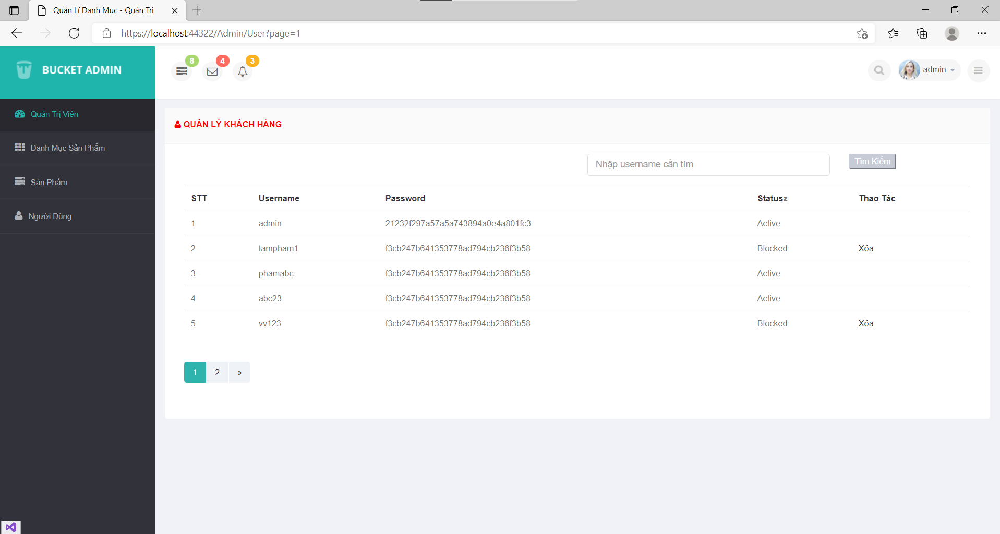 Quản Lí Danh Muc - Quản Trị
https://localhost:44322/Admin/User?page=1
BUCKET ADMIN
8
4
3
admin
Quản Trị Viên
Danh Mục Sản Phẩm
Sản Phẩm
Người Dùng
QUẢN LÝ KHÁCH HÀNG
Nhập username cần tìm
Tìm Kiếm
STT Username Password Statusz Thao Tác
1 admin 21232f297a57a5a743894a0e4a801fc3 Active
2 tampham1 f3cb247b641353778ad794cb236f3b58 Blocked Xóa
3 phamabc f3cb247b641353778ad794cb236f3b58 Active
4 abc23 f3cb247b641353778ad794cb236f3b58 Active
5 vv123 f3cb247b641353778ad794cb236f3b58 Blocked Xóa
1 2 »